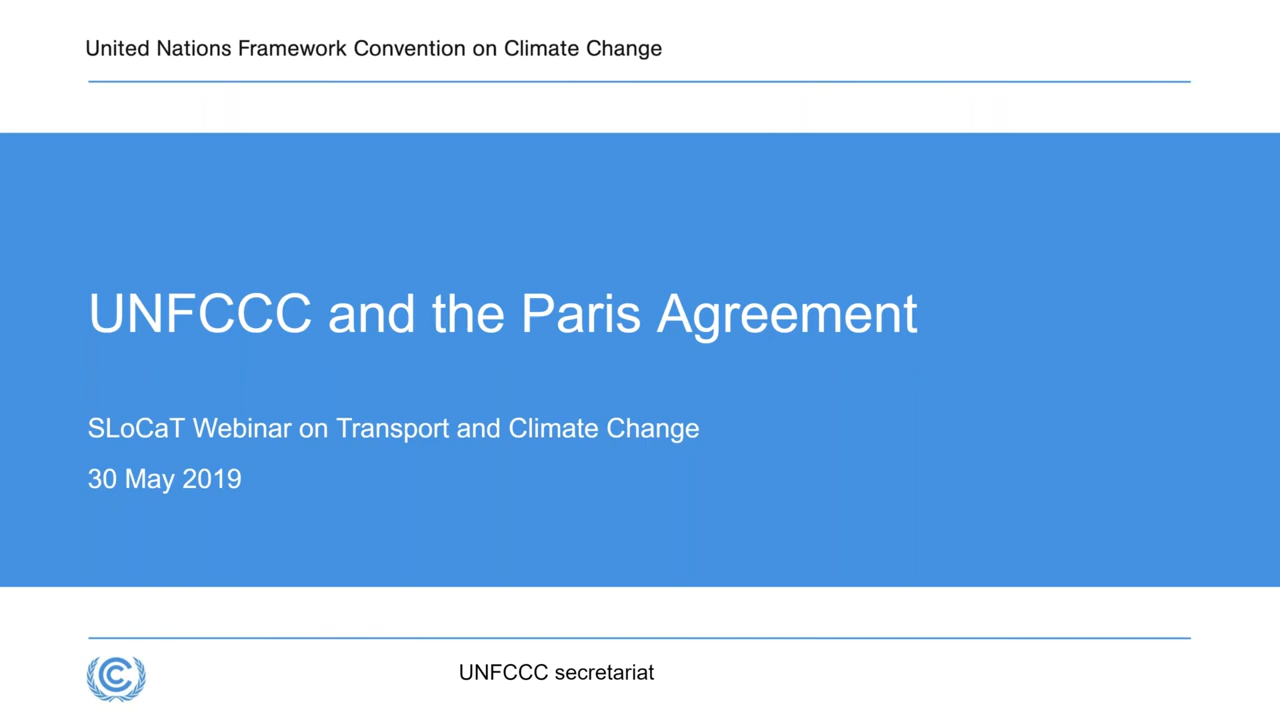 United Nations Framework Convention on Climate Change
UNFCCC and the Paris Agreement
SLoCaT Webinar on Transport and Climate Change
30 May 2019
UNFCCC secretariat